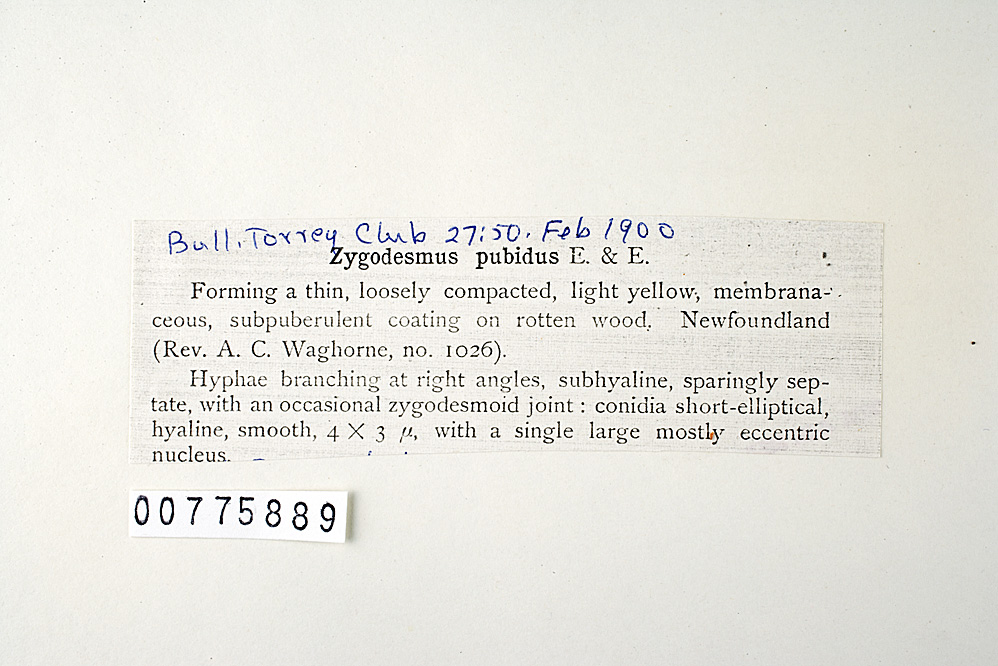 Bull. Torrey Club 27:50. Feb 1900
Zygodesmus pubidus E. & E.
Forming a thin, loosely compacted, light yellow, membrana-
ceous, subpuberulent coating on rotten wood. Newfoundland
(Rev. A. C. Waghorne, no. 1026).
Hyphae branching at right angles, subhyaline, sparingly sep-
tate, with an occasional zygodesmoid joint : conidia short-elliptical,
hyaline, smooth, 4 × 3 μ, with a single large mostly eccentric
nucleus.
00775889